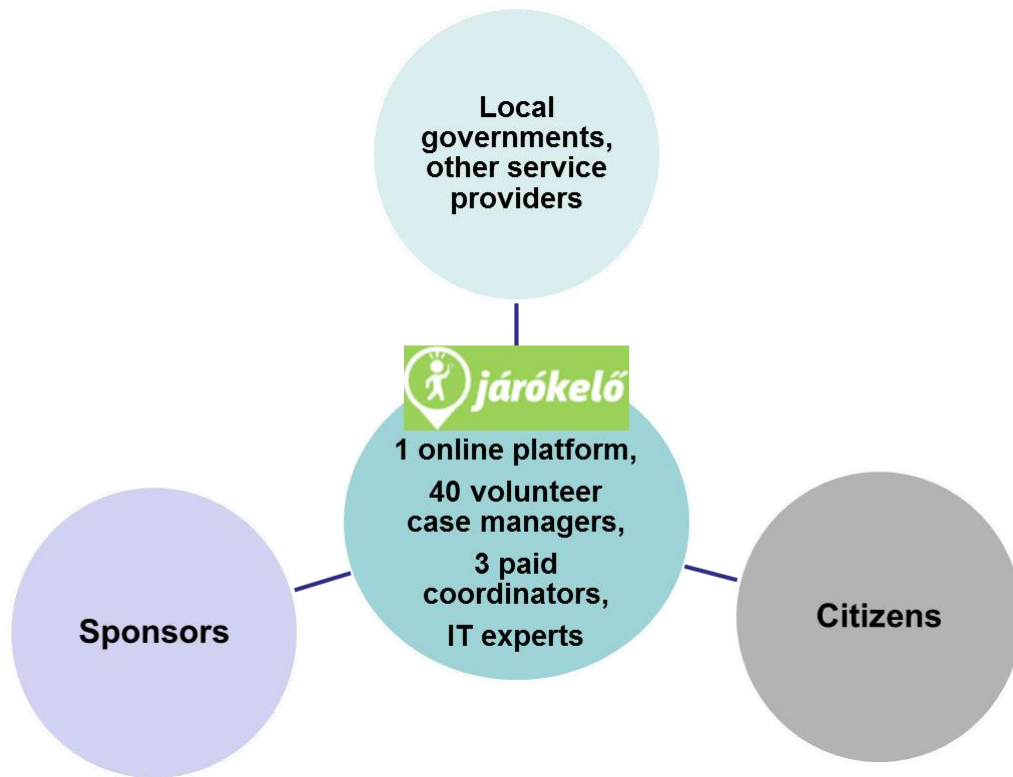 Local
governments,
other service
providers
járókelő
1 online platform,
40 volunteer
case managers,
3 paid
coordinators,
IT experts
Sponsors
Citizens